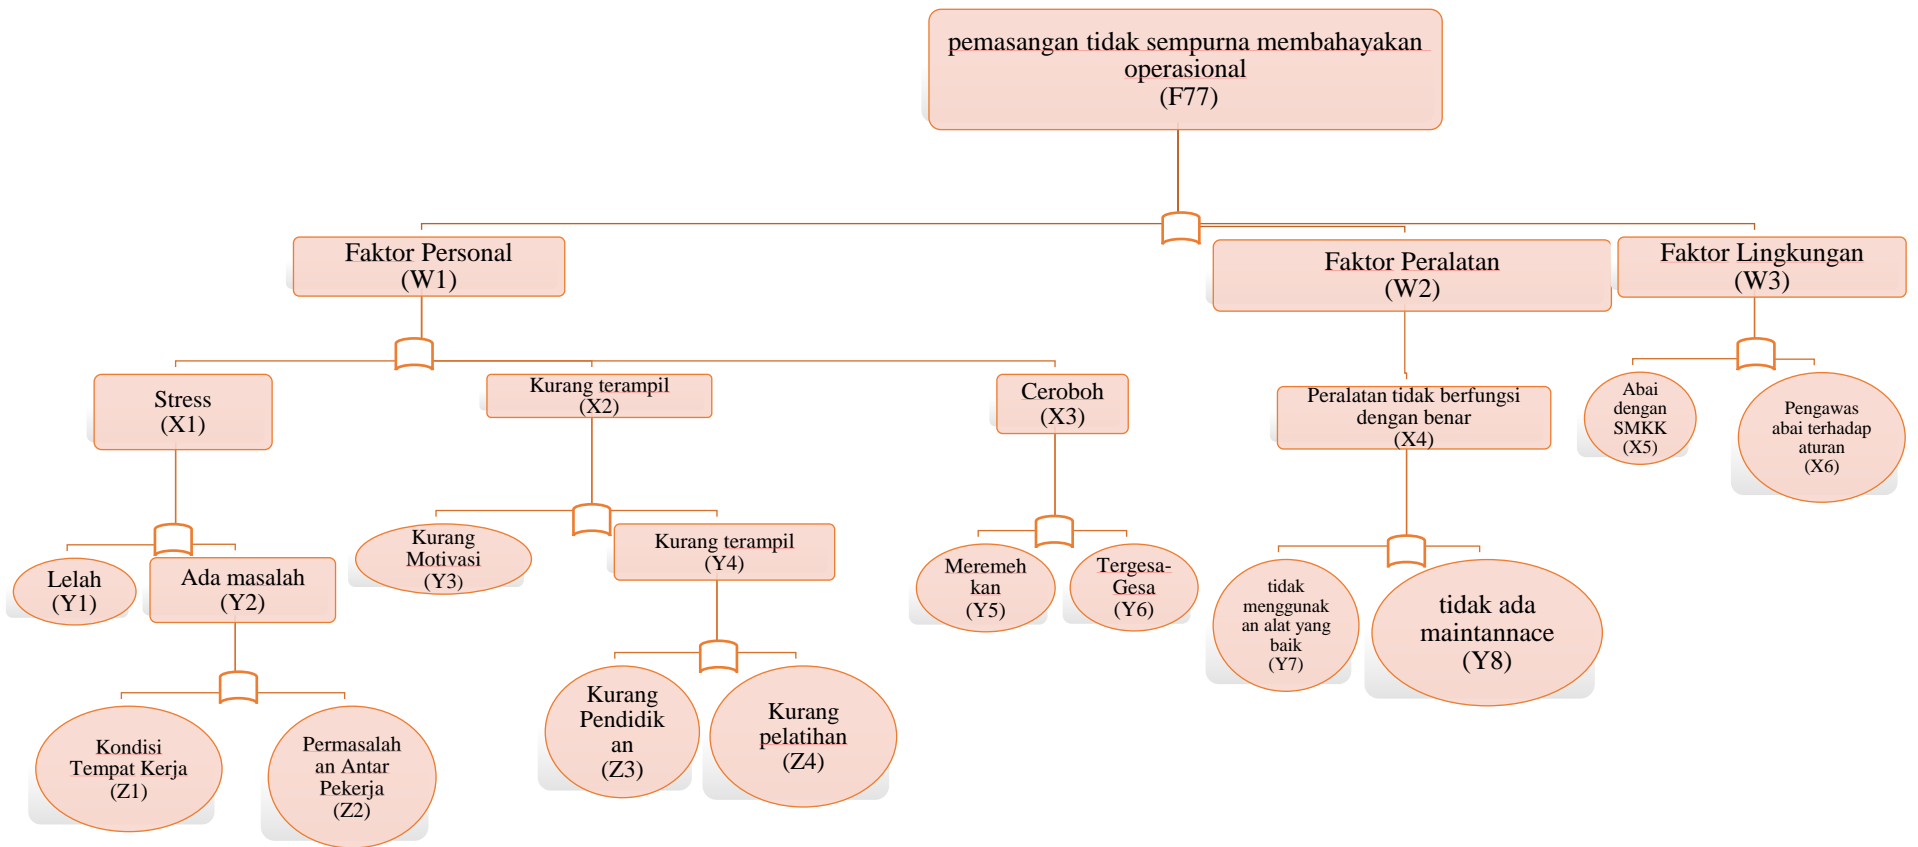 pemasangan tidak sempurna membahayakan
operasional
(F77)
Faktor Personal
(W1)
Faktor Peralatan
(W2)
Faktor Lingkungan
(W3)
Stress
(X1)
Kurang terampil
(X2)
Ceroboh
(X3)
Peralatan tidak berfungsi
dengan benar
(X4)
Abai
dengan
SMKK
(X5)
Pengawas
abai terhadap
aturan
(X6)
Lelah
(Y1)
Ada masalah
(Y2)
Kurang
Motivasi
(Y3)
Kurang terampil
(Y4)
Meremeh
kan
(Y5)
Tergesa-
Gesa
(Y6)
tidak
menggunak
an alat yang
baik
(Y7)
tidak ada
maintannace
(Y8)
Kondisi
Tempat Kerja
(Z1)
Permasalah
an Antar
Pekerja
(Z2)
Kurang
Pendidik
an
(Z3)
Kurang
pelatihan
(Z4)